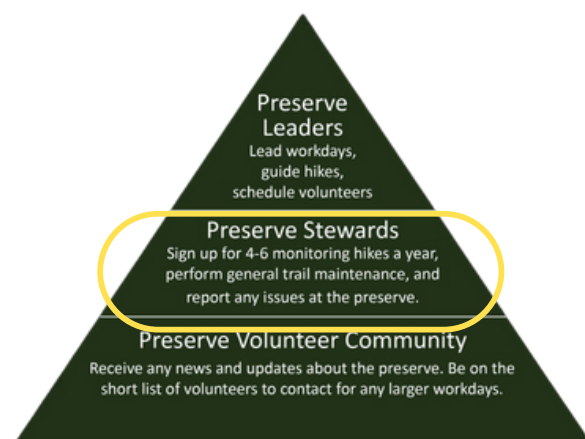 Preserve
Leaders
Lead workdays,
guide hikes,
schedule volunteers
Preserve Stewards
Sign up for 4-6 monitoring hikes a year,
perform general trail maintenance, and
report any issues at the preserve.
Preserve Volunteer Community
Receive any news and updates about the preserve. Be on the
short list of volunteers to contact for any larger workdays.